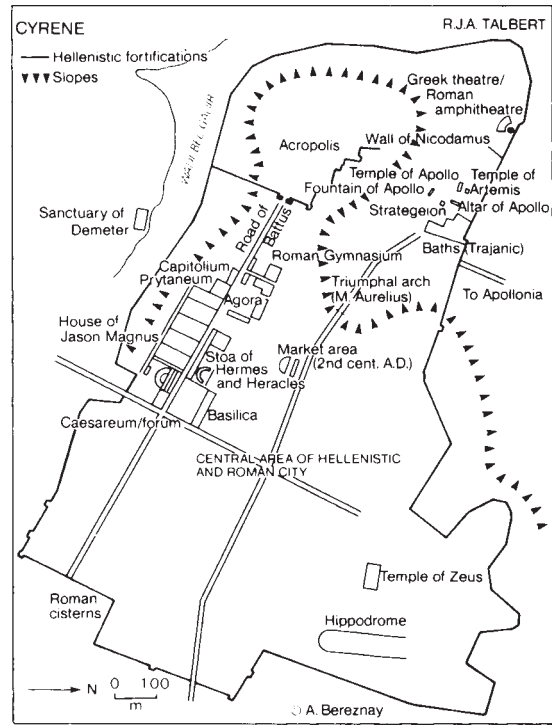 CYRENE
R.J.A. TALBERT
Hellenistic fortifications
Slopes
WADI BEL GADIR
Greek theatre/
Roman
amphitheatre
Acropolis
Wall of Nicodamus
Temple of Apollo
Temple of
Artemis
Fountain of Apollo
Strategeion
Altar of Apollo
Sanctuary of
Demeter
Road of
Battus
Roman Gymnasium
Baths (Trajanic)
Capitolium
Prytaneum
Triumphal arch
(M. Aurelius)
To Apollonia
Agora
House of
Jason Magnus
Stoa of
Hermes
and Heracles
Market area
(2nd cent. A.D.)
Caesareum/forum
Basilica
CENTRAL AREA OF HELLENISTIC
AND ROMAN CITY
Temple of Zeus
Roman
cisterns
Hippodrome
N
0 100
m
© A. Bereznay